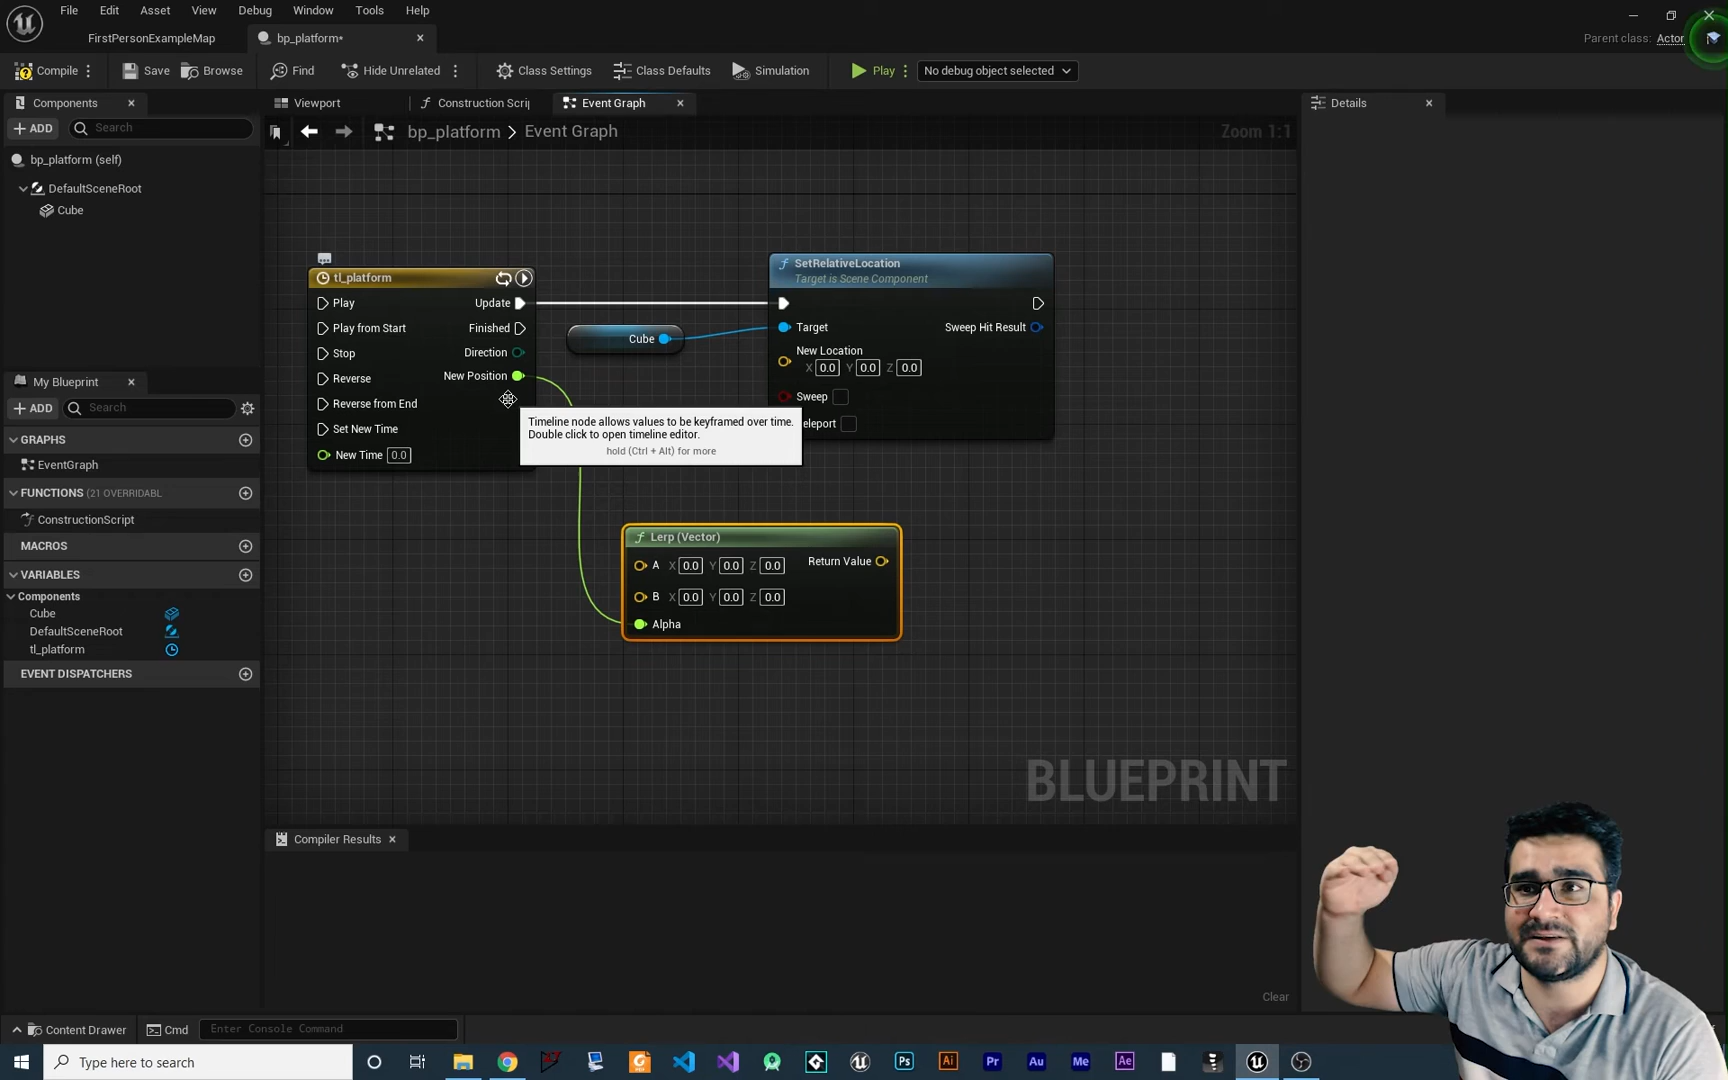 File Edit Asset View Debug Window Tools Help
FirstPersonExampleMap
bp_platform*
Parent class: Actor
Compile
Save
Browse
Find
Hide Unrelated
Class Settings
Class Defaults
Simulation
Play
No debug object selected
Components
Viewport
Construction Scrip
Event Graph
Details
ADD
Search
bp_platform > Event Graph
Zoom 1:1
bp_platform (self)
DefaultSceneRoot
Cube
tl_platform
Play
Update
Play from Start
Finished
Stop
Direction
Reverse
New Position
Reverse from End
Set New Time
New Time 0.0
Cube
SetRelativeLocation
Target is Scene Component
Target
Sweep Hit Result
New Location
X 0.0 Y 0.0 Z 0.0
Sweep
eleport
Timeline node allows values to be keyframed over time.
Double click to open timeline editor.
hold (Ctrl + Alt) for more
Lerp (Vector)
A X 0.0 Y 0.0 Z 0.0
Return Value
B X 0.0 Y 0.0 Z 0.0
Alpha
BLUEPRINT
My Blueprint
ADD
Search
GRAPHS
EventGraph
FUNCTIONS (21 OVERRIDABL
ConstructionScript
MACROS
VARIABLES
Components
Cube
DefaultSceneRoot
tl_platform
EVENT DISPATCHERS
Compiler Results
Clear
Content Drawer
Cmd
Enter Console Command
Type here to search
Ps
Ai
Pr
Au
Me
Ae